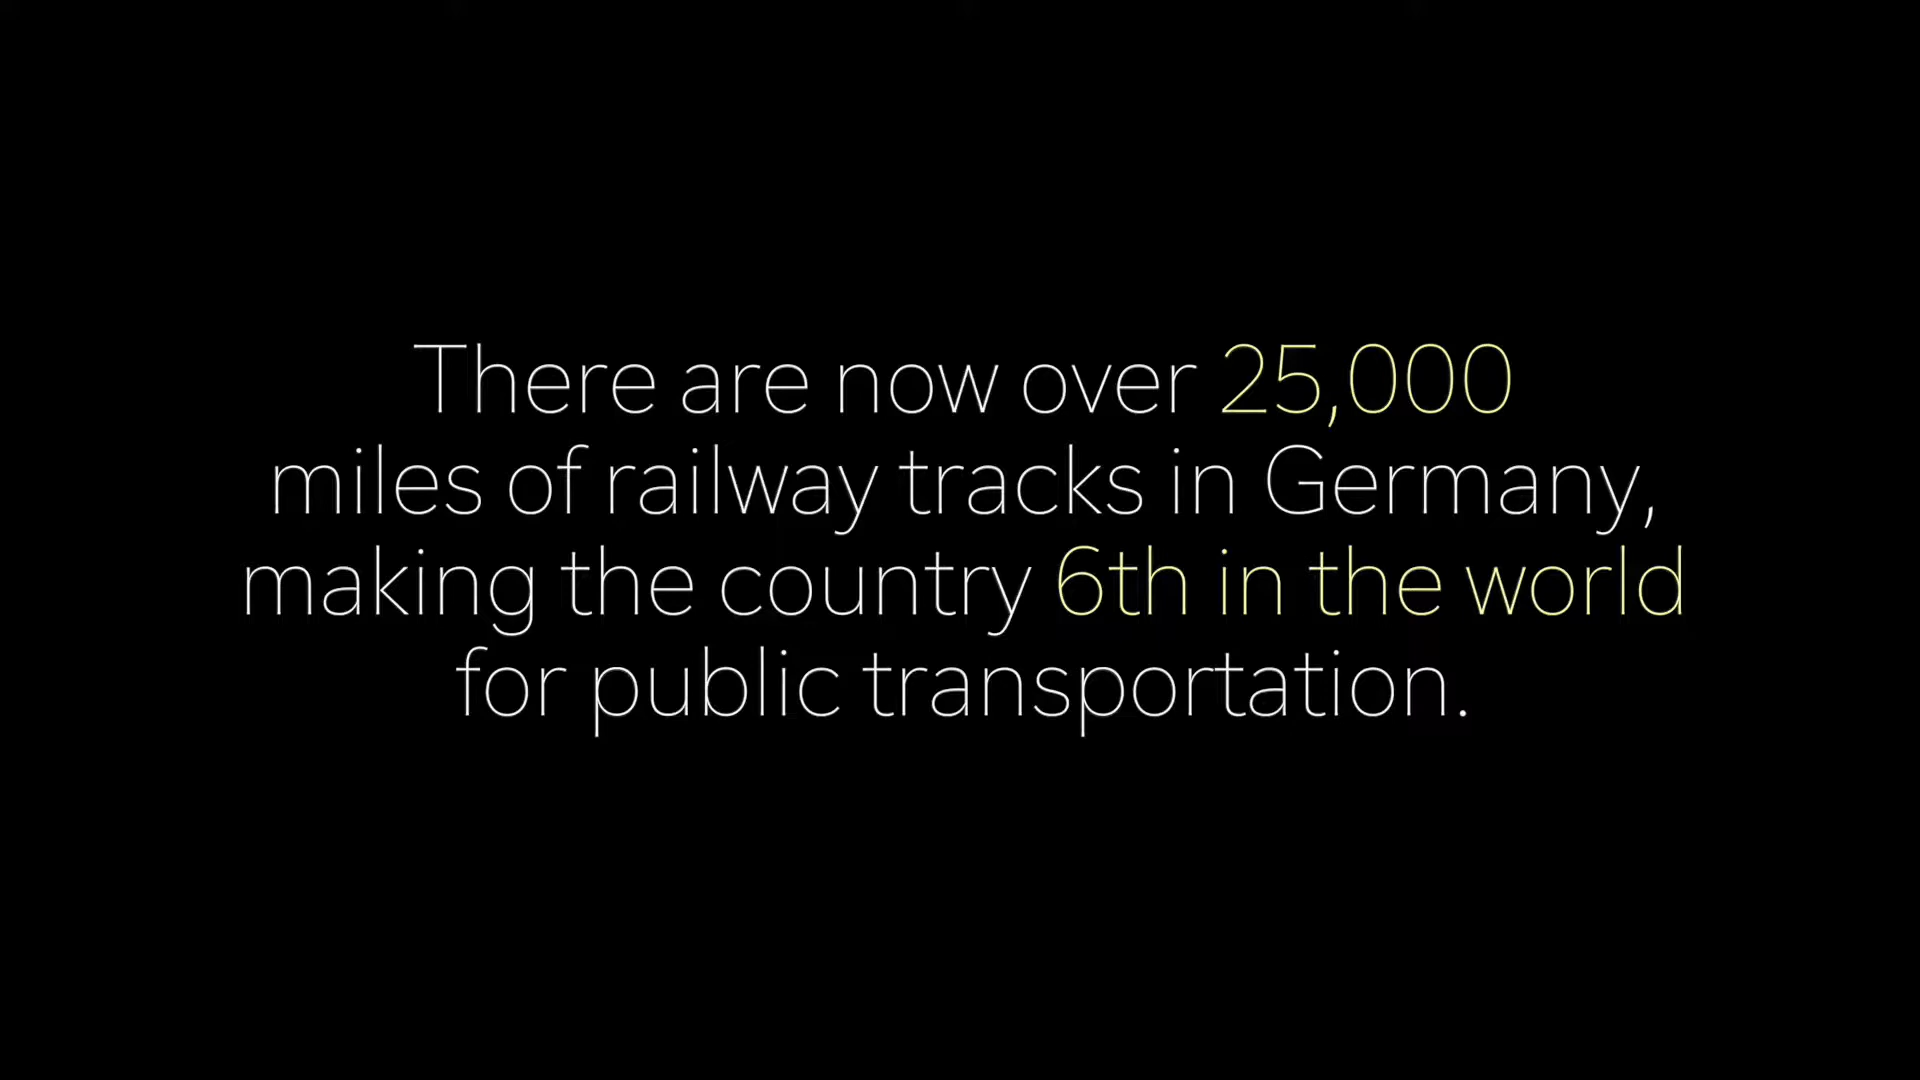 There are now over 25,000
miles of railway tracks in Germany,
making the country 6th in the world
for public transportation.